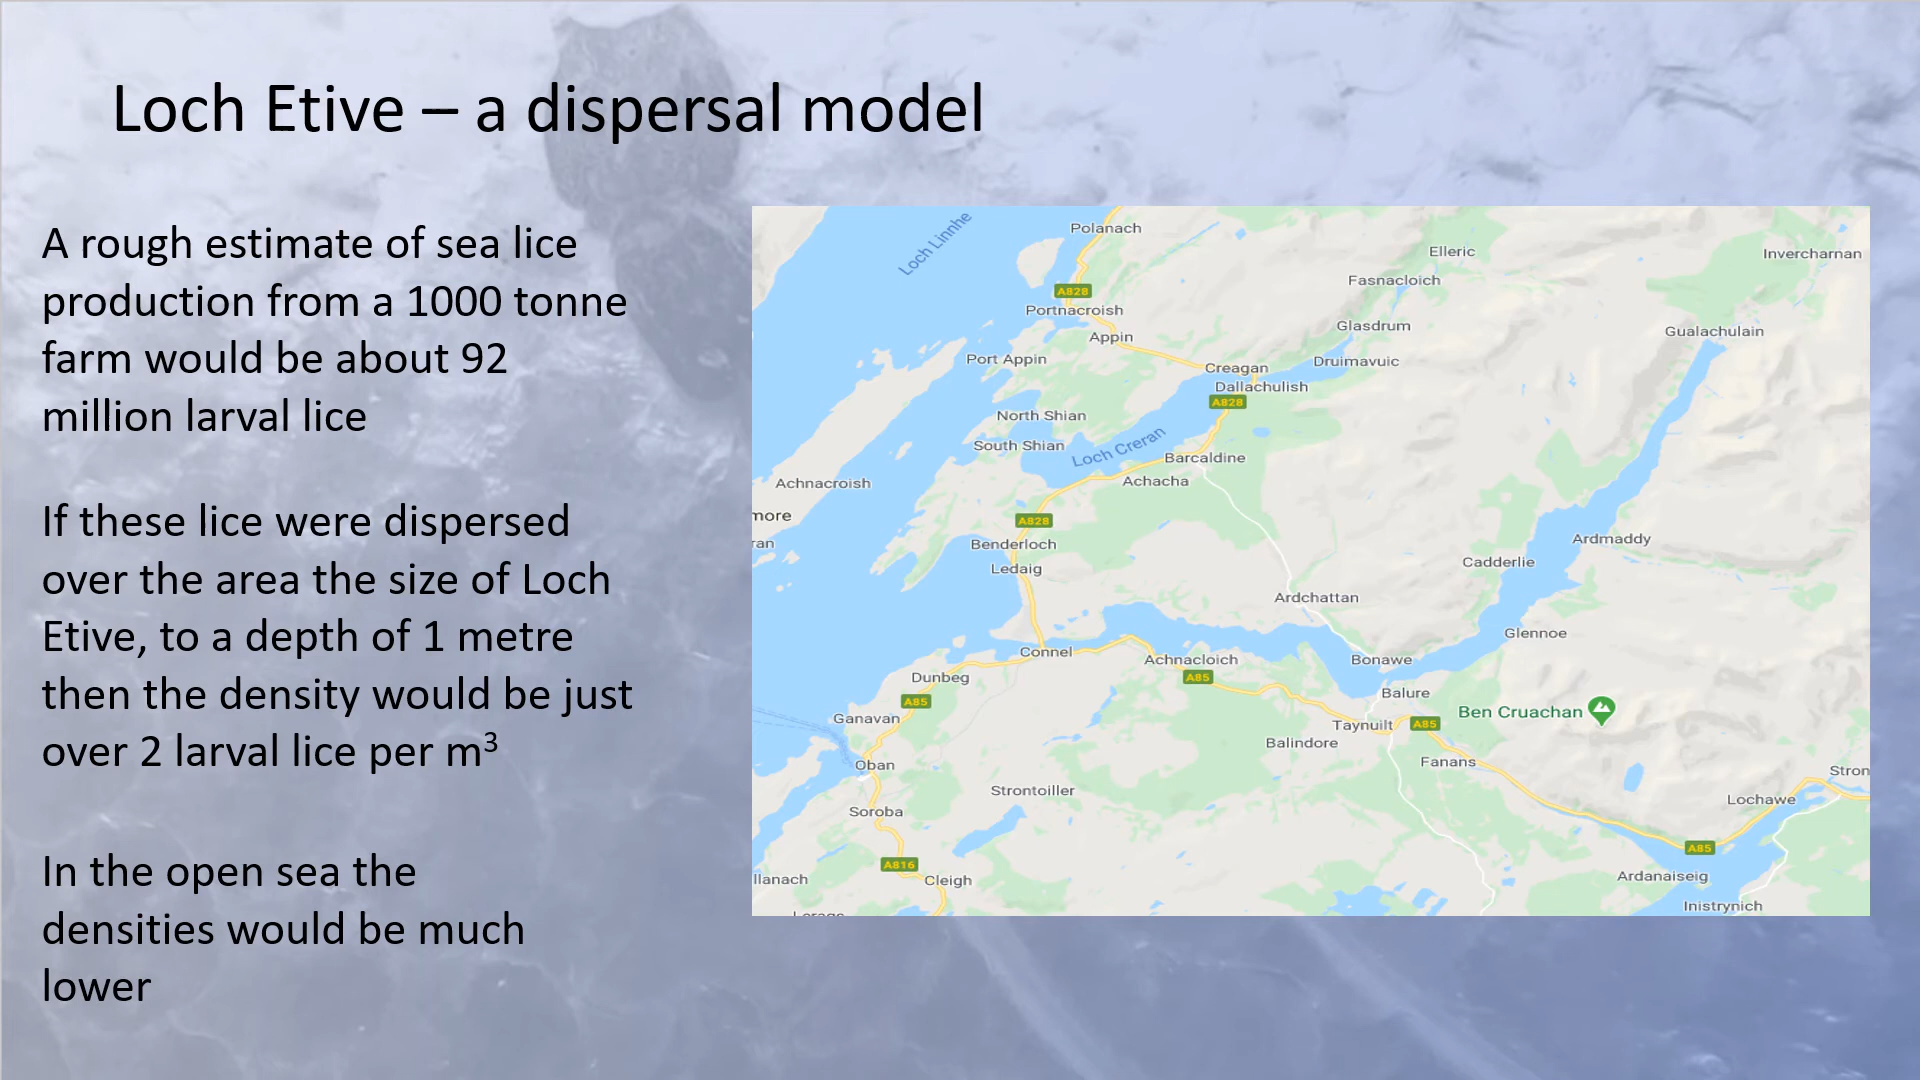 Loch Etive – a dispersal model
A rough estimate of sea lice
production from a 1000 tonne
farm would be about 92
million larval lice
If these lice were dispersed
over the area the size of Loch
Etive, to a depth of 1 metre
then the density would be just
over 2 larval lice per m³
In the open sea the
densities would be much
lower
Polanach
Loch Linnhe
Elleric
Invercharnan
Fasnacloich
A828
Portnacroish
Glasdrum
Gualachulain
Appin
Port Appin
Druimavuic
Creagan
Dallachulish
A828
North Shian
South Shian
Loch Creran
Barcaldine
Achnacroish
Achacha
more
A828
ran
Benderloch
Ardmaddy
Cadderlie
Ledaig
Ardchattan
Glennoe
Connel
Achnacloich
Bonawe
Dunbeg
A85
Balure
A85
Ganavan
Ben Cruachan
Taynuilt
A85
Balindore
Oban
Fanans
Stron
Strontoiller
Lochawe
Soroba
A85
A816
llanach
Cleigh
Ardanaiseig
Inistrynich